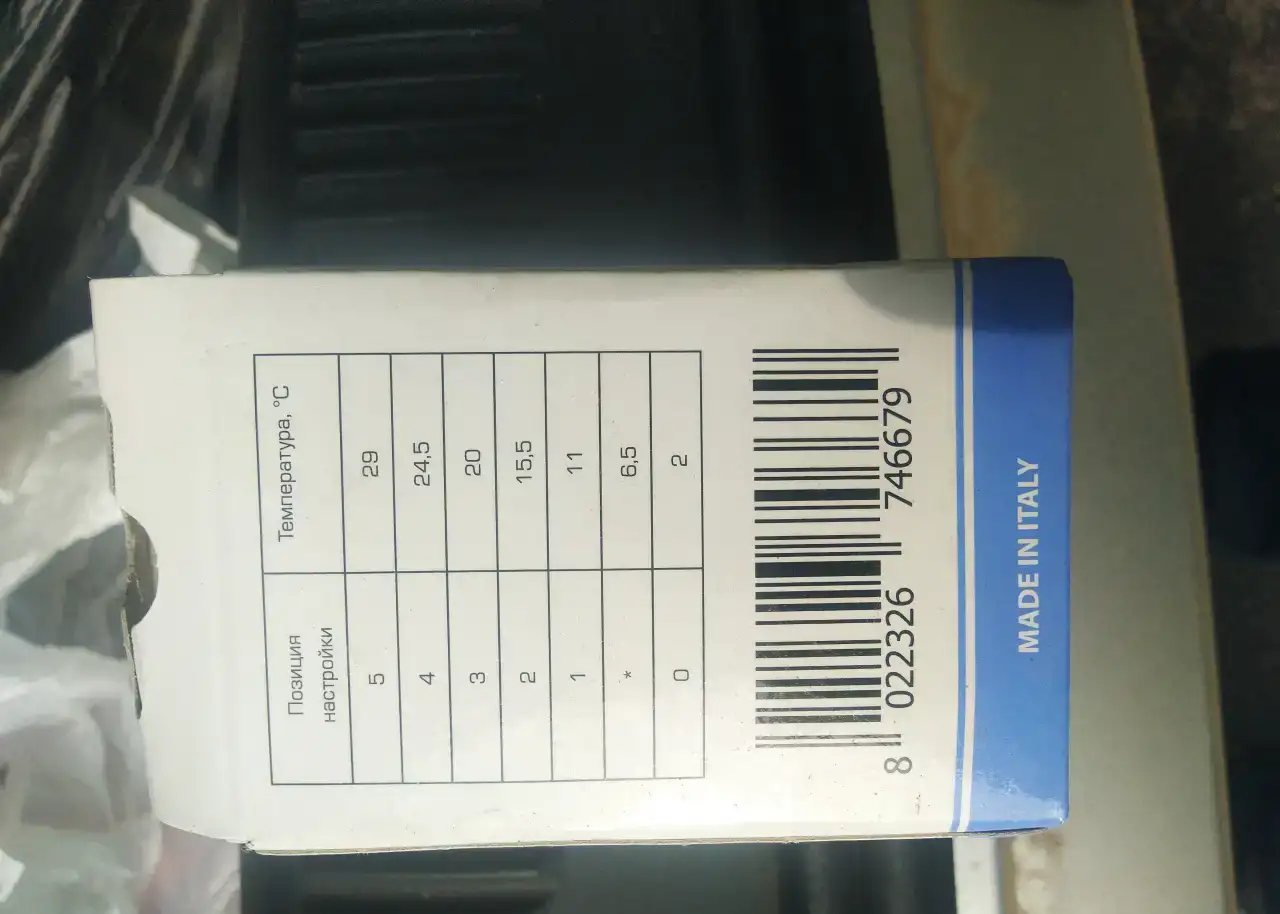 Позиция
настройки
Температура, °C
5 29
4 24,5
3 20
2 15,5
1 11
* 6,5
0 2
8 022326 746679
MADE IN ITALY